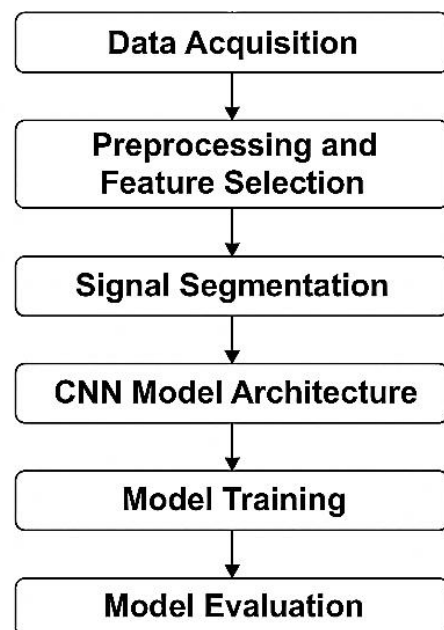 Data Acquisition
Preprocessing and
Feature Selection
Signal Segmentation
CNN Model Architecture
Model Training
Model Evaluation